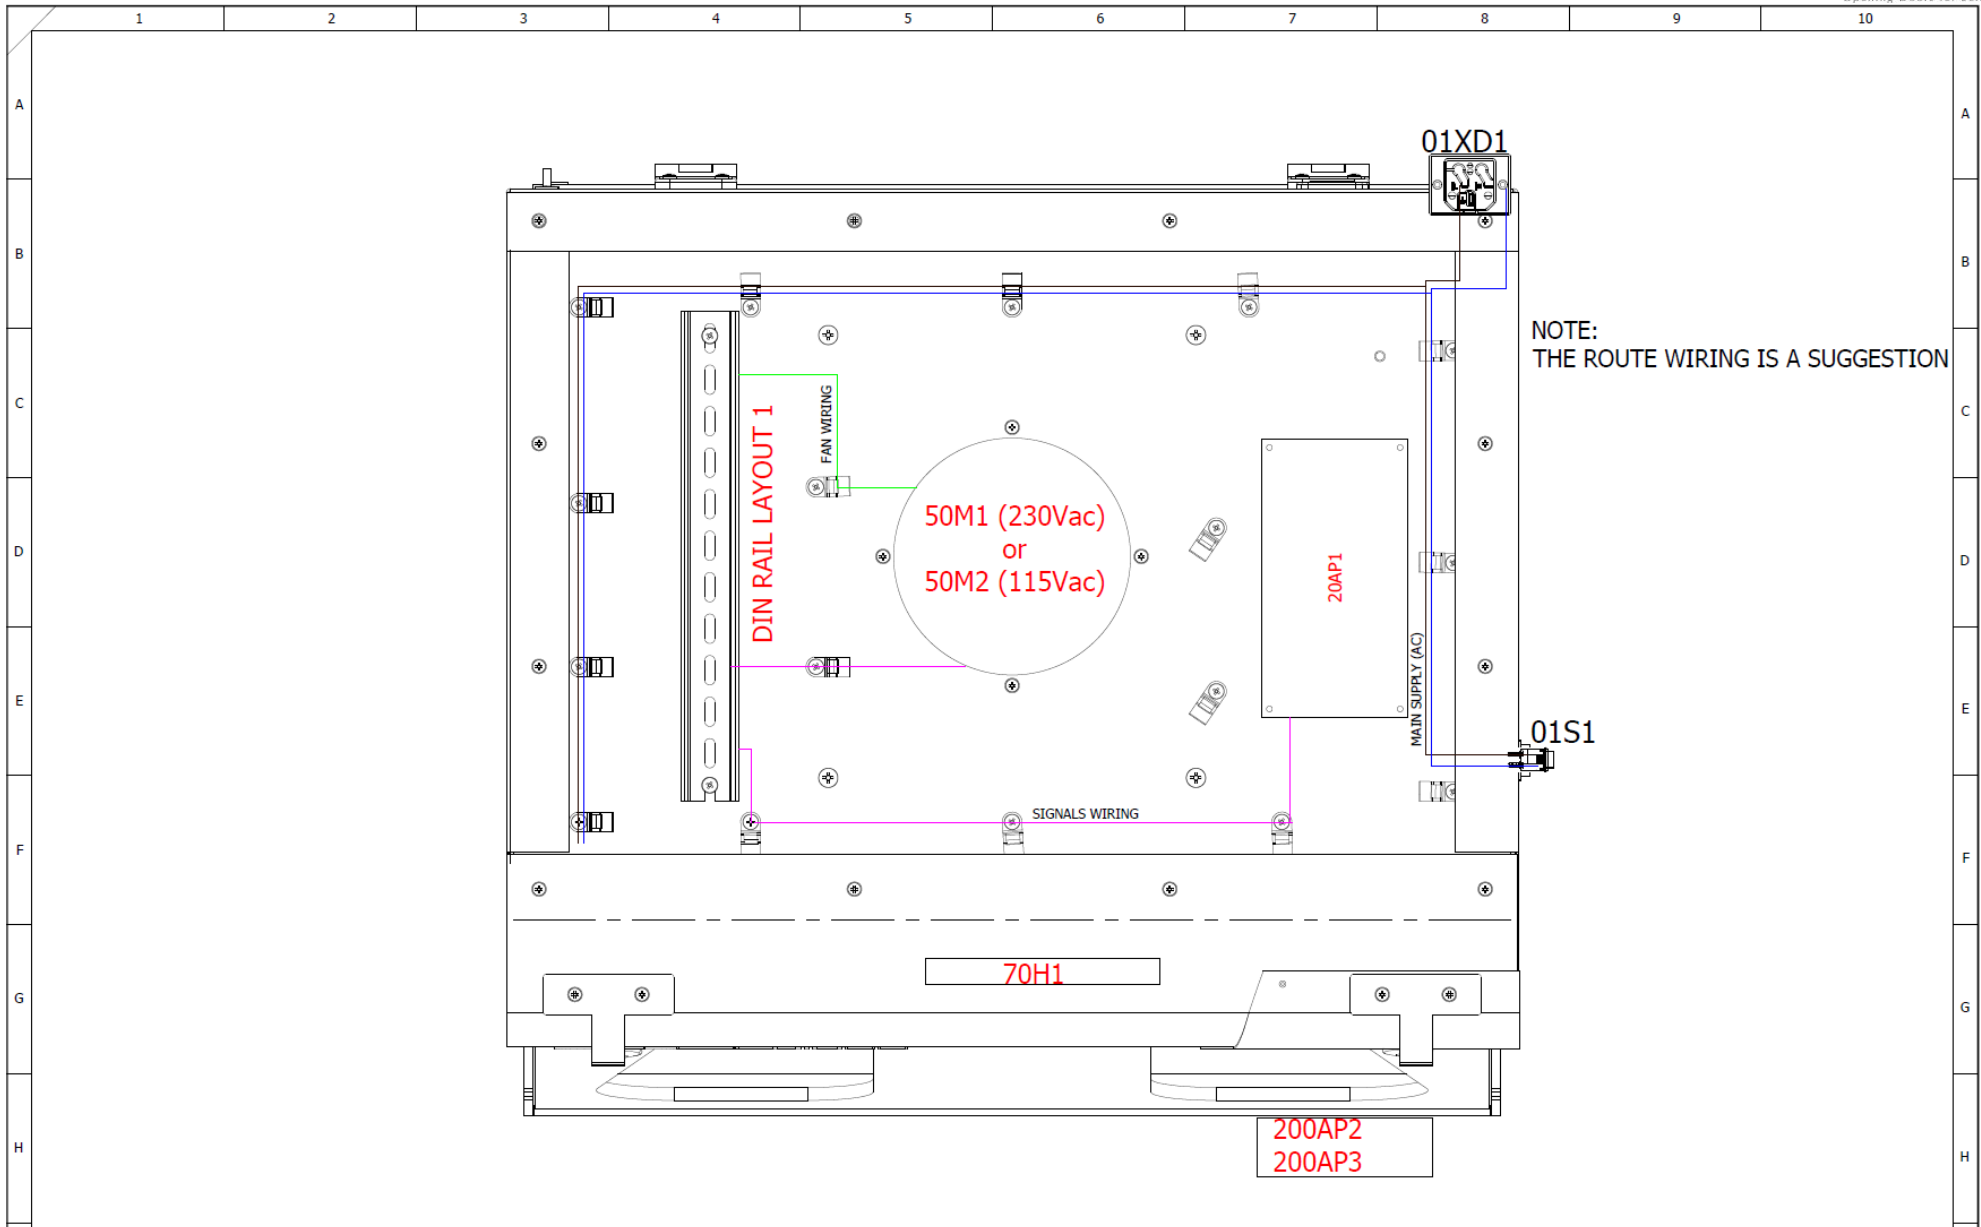 1 2 3 4 5 6 7 8 9 10
A A
01XD1
B B
NOTE:
THE ROUTE WIRING IS A SUGGESTION
C C
FAN WIRING
DIN RAIL LAYOUT 1
50M1 (230Vac)
or
50M2 (115Vac)
D D
20AP1
MAIN SUPPLY (AC)
E E
01S1
SIGNALS WIRING
F F
70H1
G G
200AP2
200AP3
H H